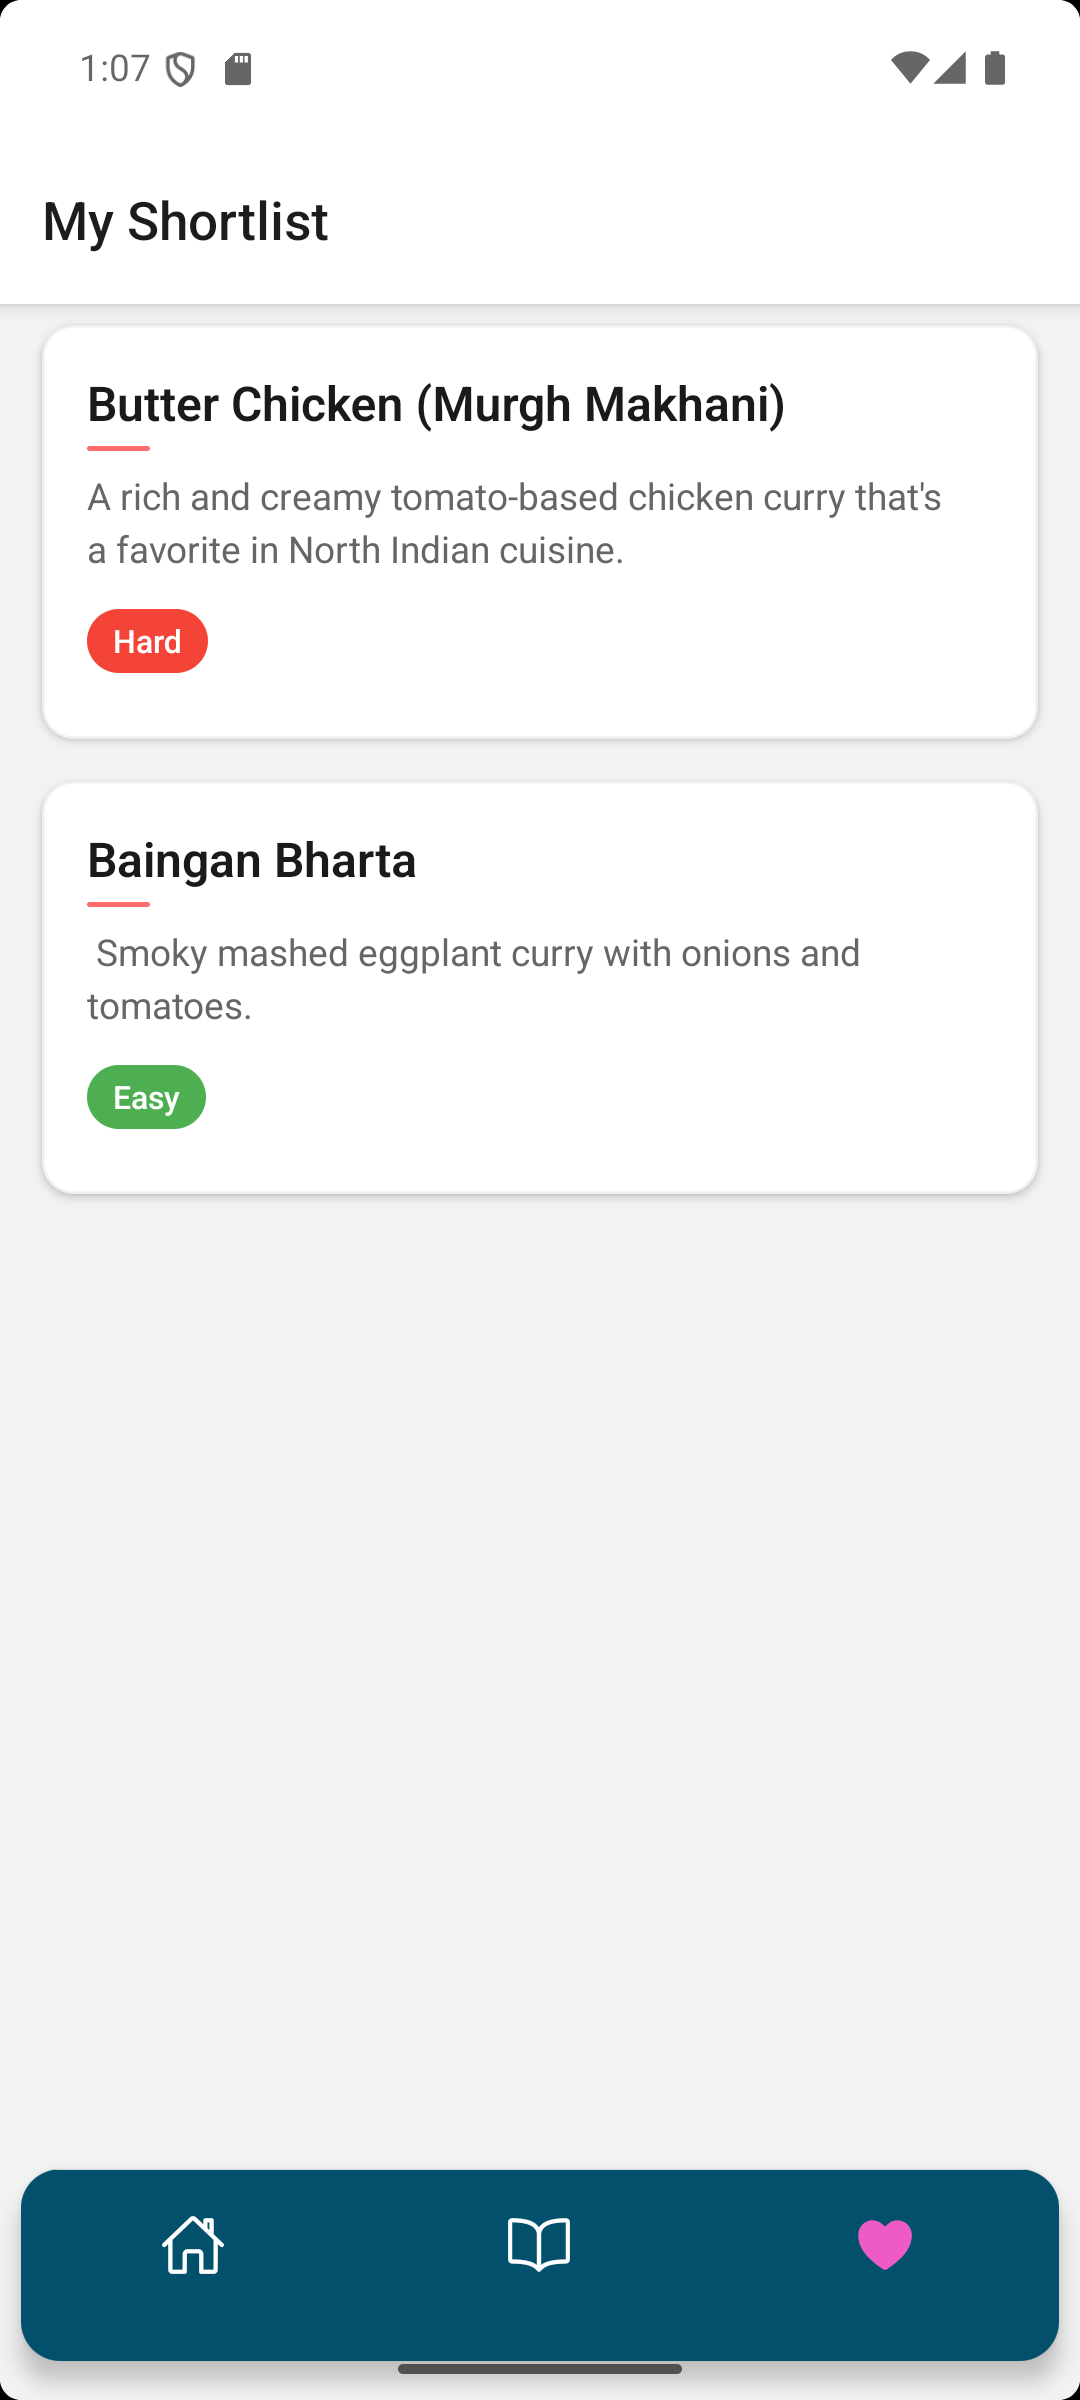 1:07
My Shortlist
Butter Chicken (Murgh Makhani)
A rich and creamy tomato-based chicken curry that's
a favorite in North Indian cuisine.
Hard
Baingan Bharta
Smoky mashed eggplant curry with onions and
tomatoes.
Easy